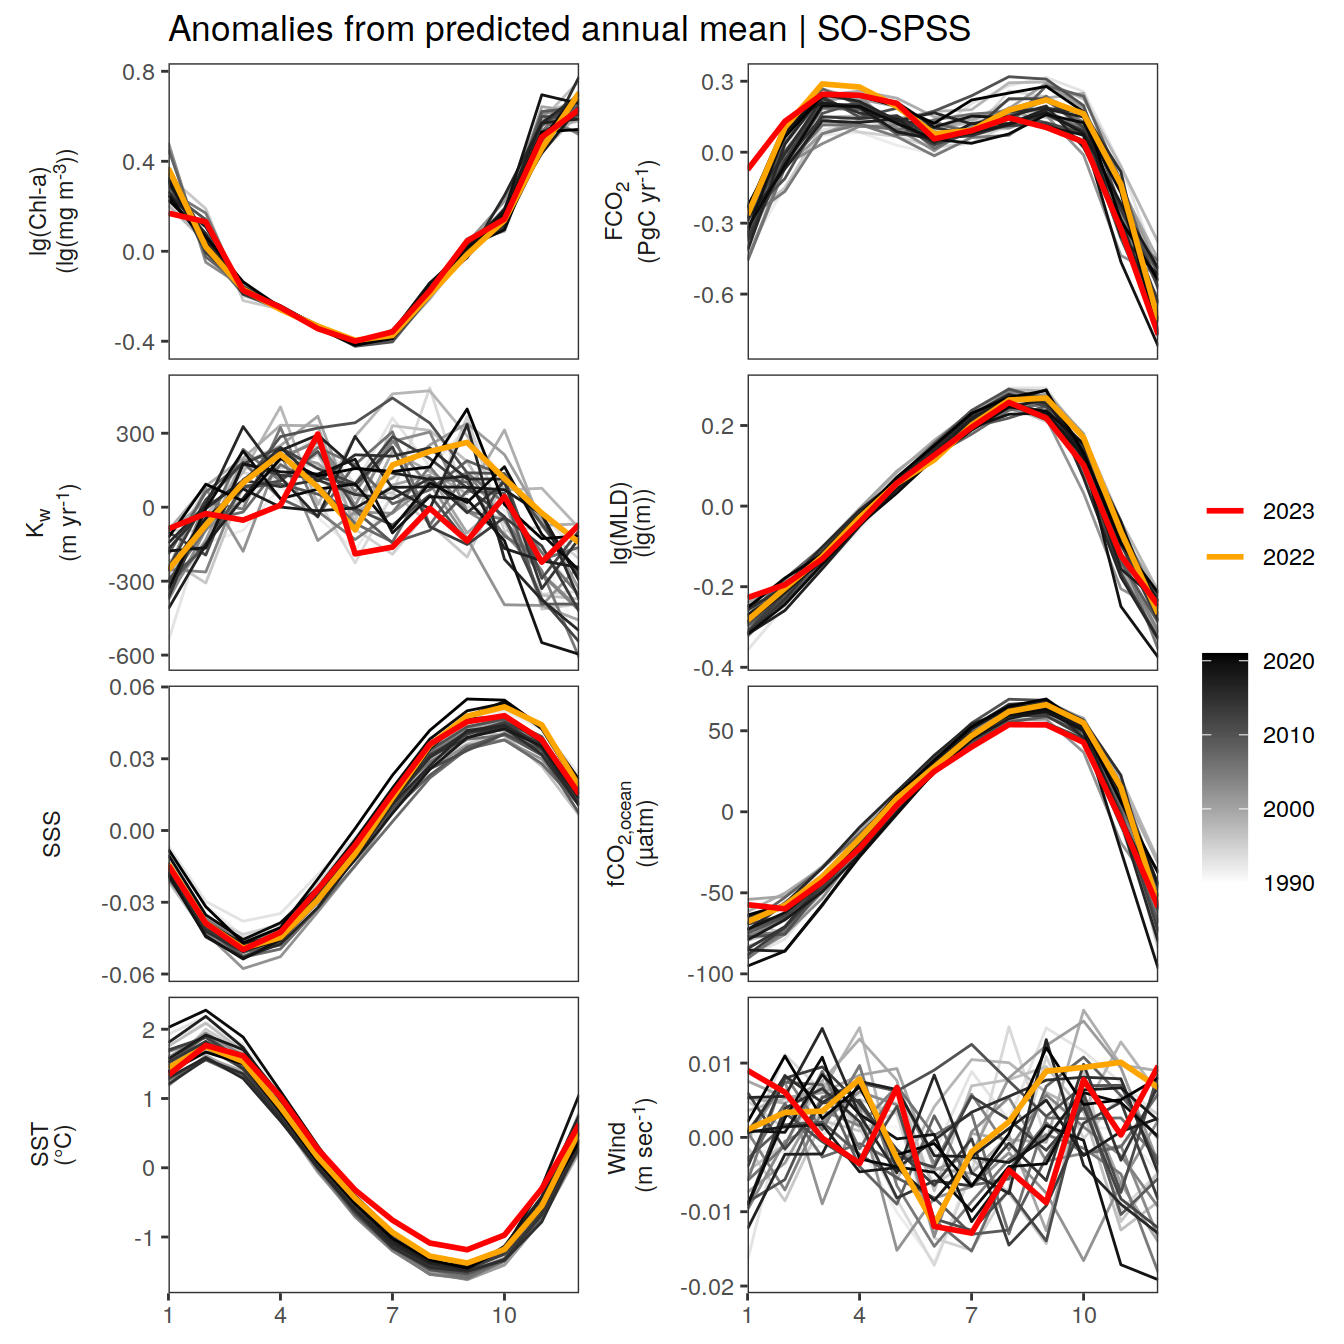 Anomalies from predicted annual mean | SO-SPSS
lg(Chl-a)
(lg(mg m⁻³))
0.8
0.4
0.0
-0.4
FCO₂
(PgC yr⁻¹)
0.3
0.0
-0.3
-0.6
K_w
(m yr⁻¹)
300
0
-300
-600
lg(MLD)
(lg(m))
0.2
0.0
-0.2
-0.4
SSS
0.06
0.03
0.00
-0.03
-0.06
fCO₂,ocean
(µatm)
50
0
-50
-100
SST
(°C)
2
1
0
-1
Wind
(m sec⁻¹)
0.01
0.00
-0.01
-0.02
1 4 7 10
1 4 7 10
2023
2022
2020
2010
2000
1990